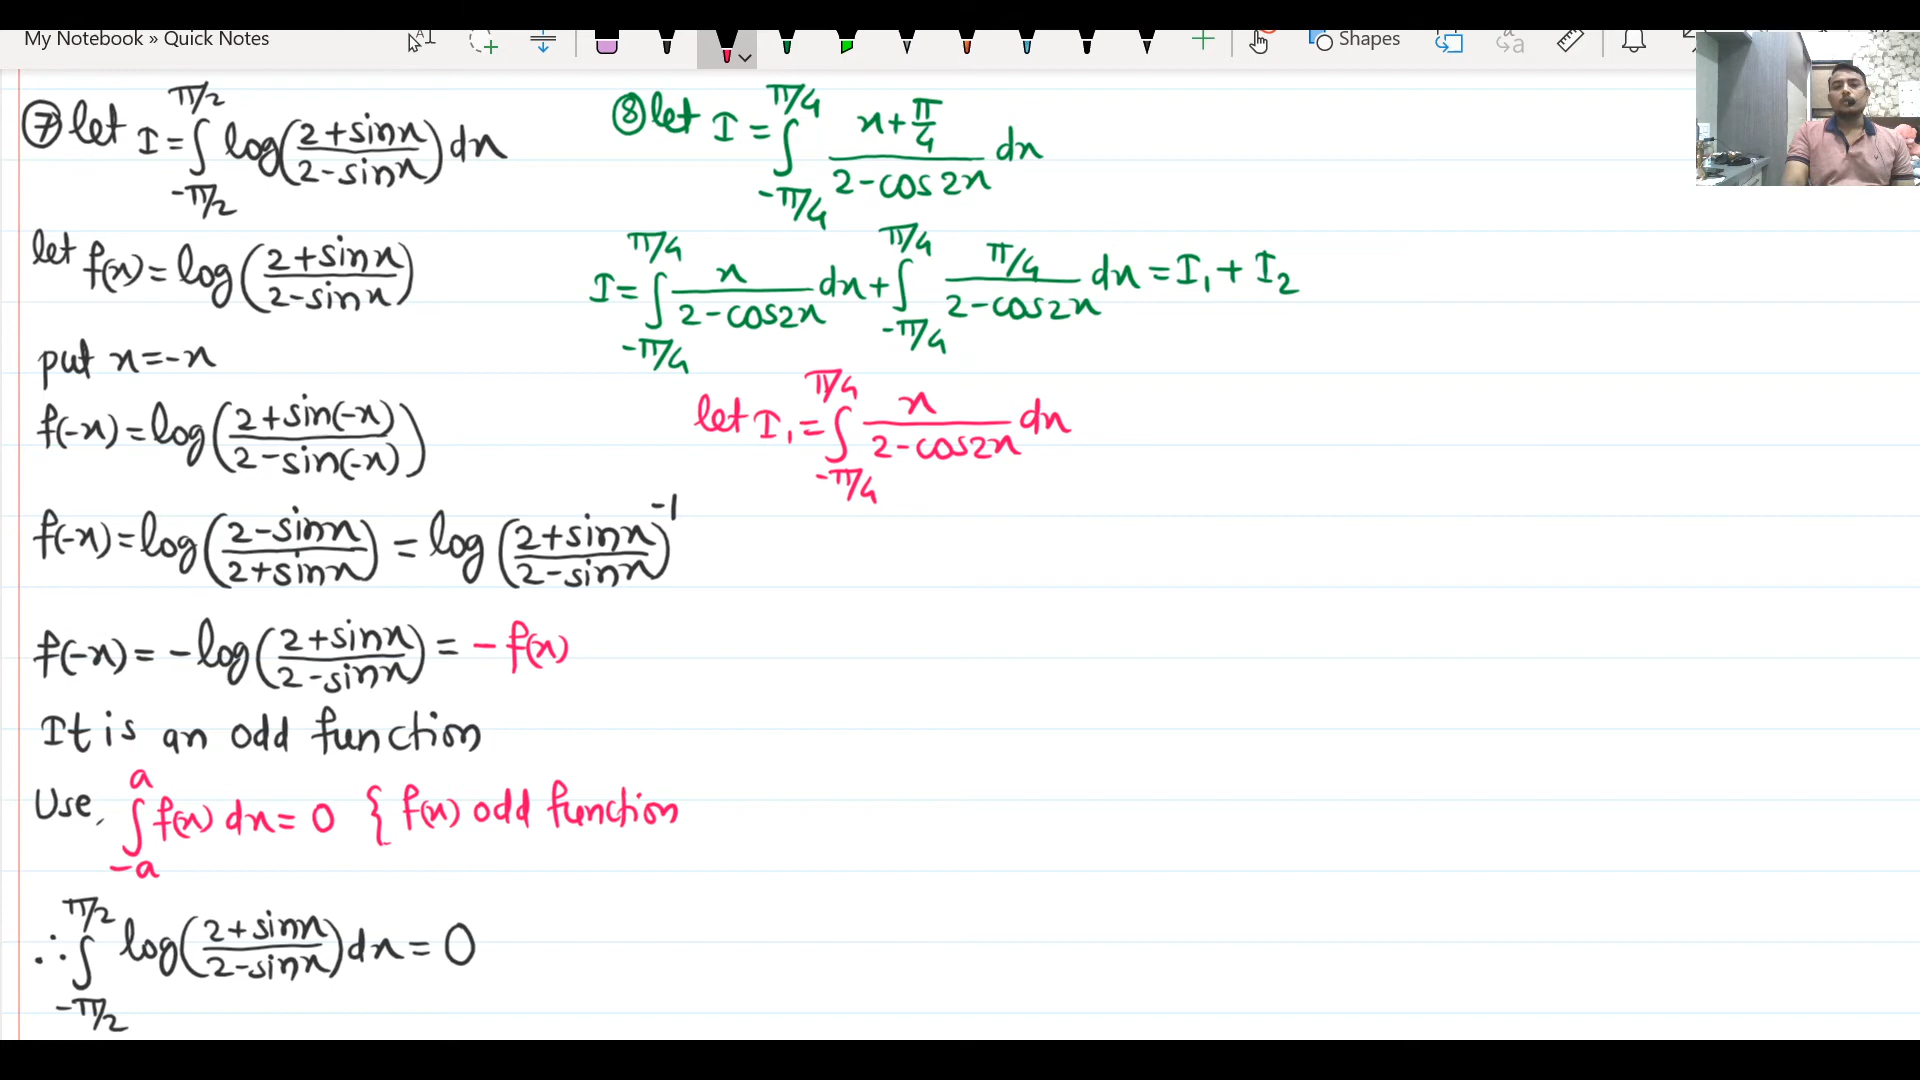 My Notebook » Quick Notes
Shapes
⑦ let I = ∫_{-π/2}^{π/2} log((2+sinx)/(2-sinx)) dx
let f(x) = log((2+sinx)/(2-sinx))
put x=-x
f(-x) = log((2+sin(-x))/(2-sin(-x)))
f(-x) = log((2-sinx)/(2+sinx)) = log((2+sinx)/(2-sinx))^{-1}
f(-x) = -log((2+sinx)/(2-sinx)) = -f(x)
It is an odd function
Use, ∫_{-a}^{a} f(x) dx = 0 { f(x) odd function
∴ ∫_{-π/2}^{π/2} log((2+sinx)/(2-sinx)) dx = 0
⑧ let I = ∫_{-π/4}^{π/4} (x+π/4)/(2-cos2x) dx
I = ∫_{-π/4}^{π/4} x/(2-cos2x) dx + ∫_{-π/4}^{π/4} (π/4)/(2-cos2x) dx = I₁ + I₂
let I₁ = ∫_{-π/4}^{π/4} x/(2-cos2x) dx